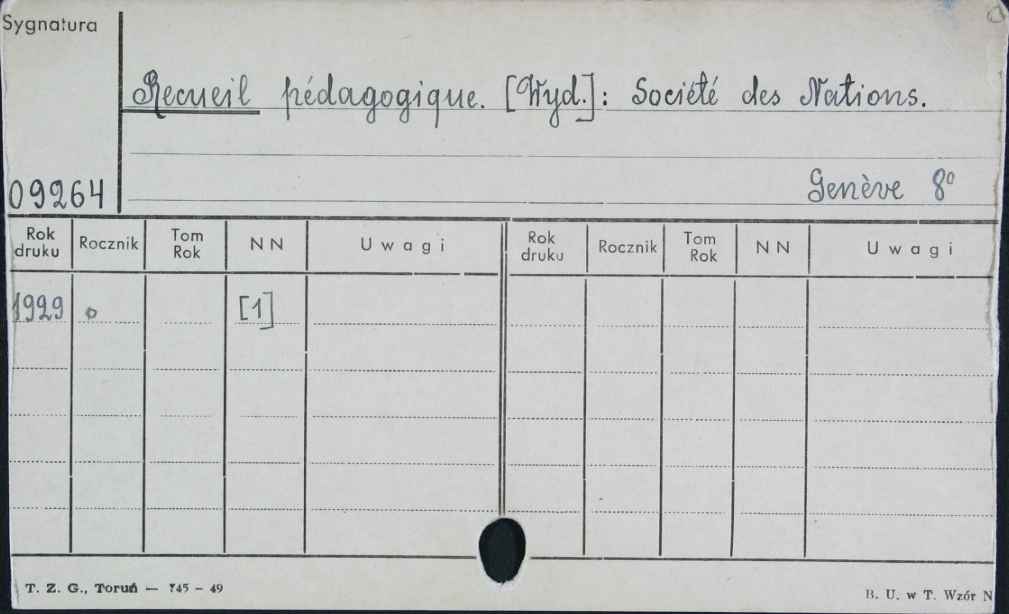 Sygnatura
Recueil pédagogique. [Wyd.]: Société des Nations.
09264
Genève 8º
Rok druku Rocznik Tom Rok NN Uwagi Rok druku Rocznik Tom Rok NN Uwagi
1929 o [1]
T. Z. G., Toruń — 745 - 49
B. U. w T. Wzór N